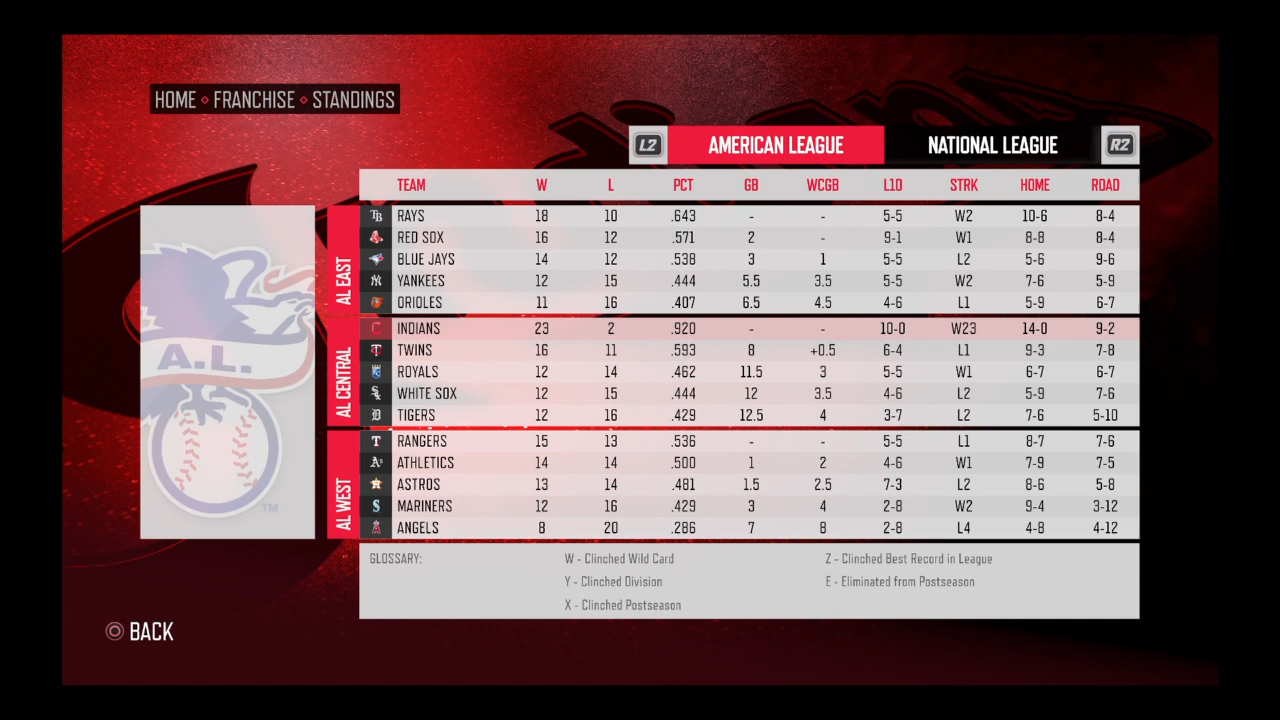 HOME ◇ FRANCHISE ◇ STANDINGS
L2 AMERICAN LEAGUE NATIONAL LEAGUE R2
TEAM W L PCT GB WCGB L10 STRK HOME ROAD
AL EAST
RAYS 18 10 .643 - - 5-5 W2 10-6 8-4
RED SOX 16 12 .571 2 - 9-1 W1 8-8 8-4
BLUE JAYS 14 12 .538 3 1 5-5 L2 5-6 9-6
YANKEES 12 15 .444 5.5 3.5 5-5 W2 7-6 5-9
ORIOLES 11 16 .407 6.5 4.5 4-6 L1 5-9 6-7
AL CENTRAL
INDIANS 23 2 .920 - - 10-0 W23 14-0 9-2
TWINS 16 11 .593 8 +0.5 6-4 L1 9-3 7-8
ROYALS 12 14 .462 11.5 3 5-5 W1 6-7 6-7
WHITE SOX 12 15 .444 12 3.5 4-6 L2 5-9 7-6
TIGERS 12 16 .429 12.5 4 3-7 L2 7-6 5-10
AL WEST
RANGERS 15 13 .536 - - 5-5 L1 8-7 7-6
ATHLETICS 14 14 .500 1 2 4-6 W1 7-9 7-5
ASTROS 13 14 .481 1.5 2.5 7-3 L2 8-6 5-8
MARINERS 12 16 .429 3 4 2-8 W2 9-4 3-12
ANGELS 8 20 .286 7 8 2-8 L4 4-8 4-12
A.L.
TM
GLOSSARY: W - Clinched Wild Card Z - Clinched Best Record in League
Y - Clinched Division E - Eliminated from Postseason
X - Clinched Postseason
BACK